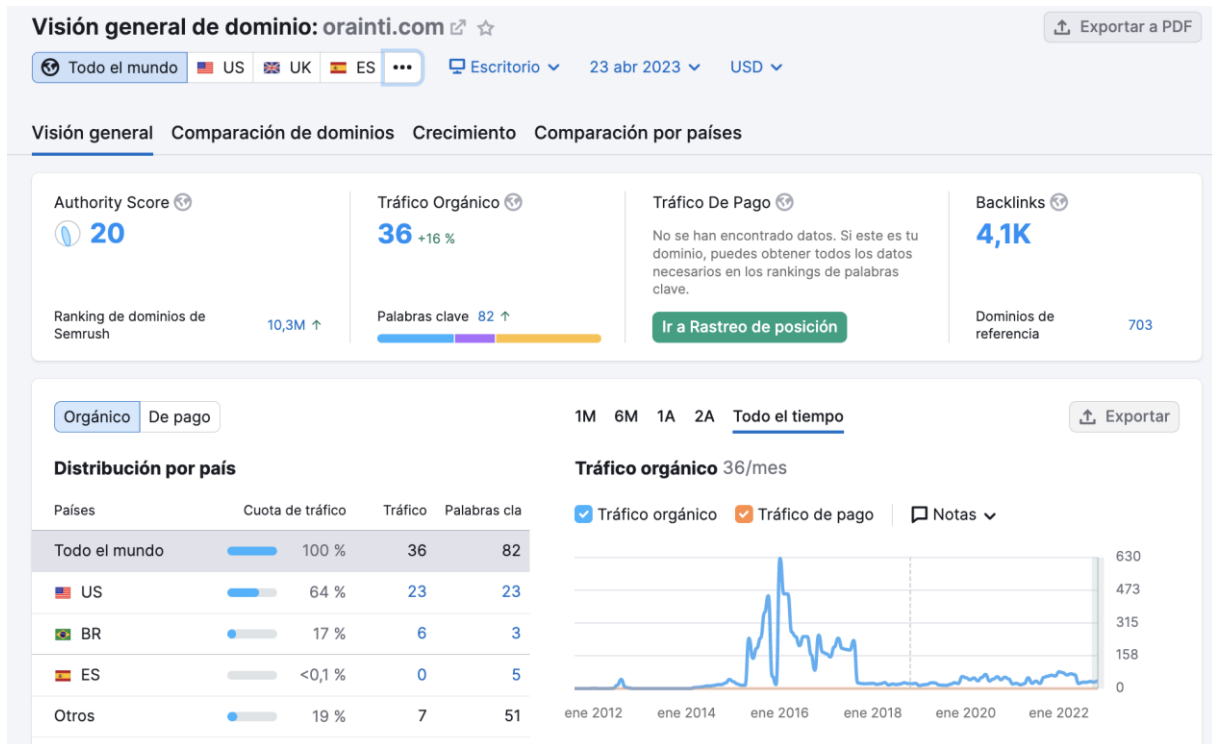 Visión general de dominio: orainti.com
Exportar a PDF
Todo el mundo US UK ES ••• Escritorio 23 abr 2023 USD
Visión general Comparación de dominios Crecimiento Comparación por países
Authority Score
20
Ranking de dominios de
Semrush
10,3M ↑
Tráfico Orgánico
36 +16 %
Palabras clave 82 ↑
Tráfico De Pago
No se han encontrado datos. Si este es tu
dominio, puedes obtener todos los datos
necesarios en los rankings de palabras
clave.
Ir a Rastreo de posición
Backlinks
4,1K
Dominios de
referencia
703
Orgánico De pago
Distribución por país
Países Cuota de tráfico Tráfico Palabras cla
Todo el mundo 100 % 36 82
US 64 % 23 23
BR 17 % 6 3
ES <0,1 % 0 5
Otros 19 % 7 51
1M 6M 1A 2A Todo el tiempo
Exportar
Tráfico orgánico 36/mes
Tráfico orgánico Tráfico de pago Notas
630
473
315
158
0
ene 2012 ene 2014 ene 2016 ene 2018 ene 2020 ene 2022